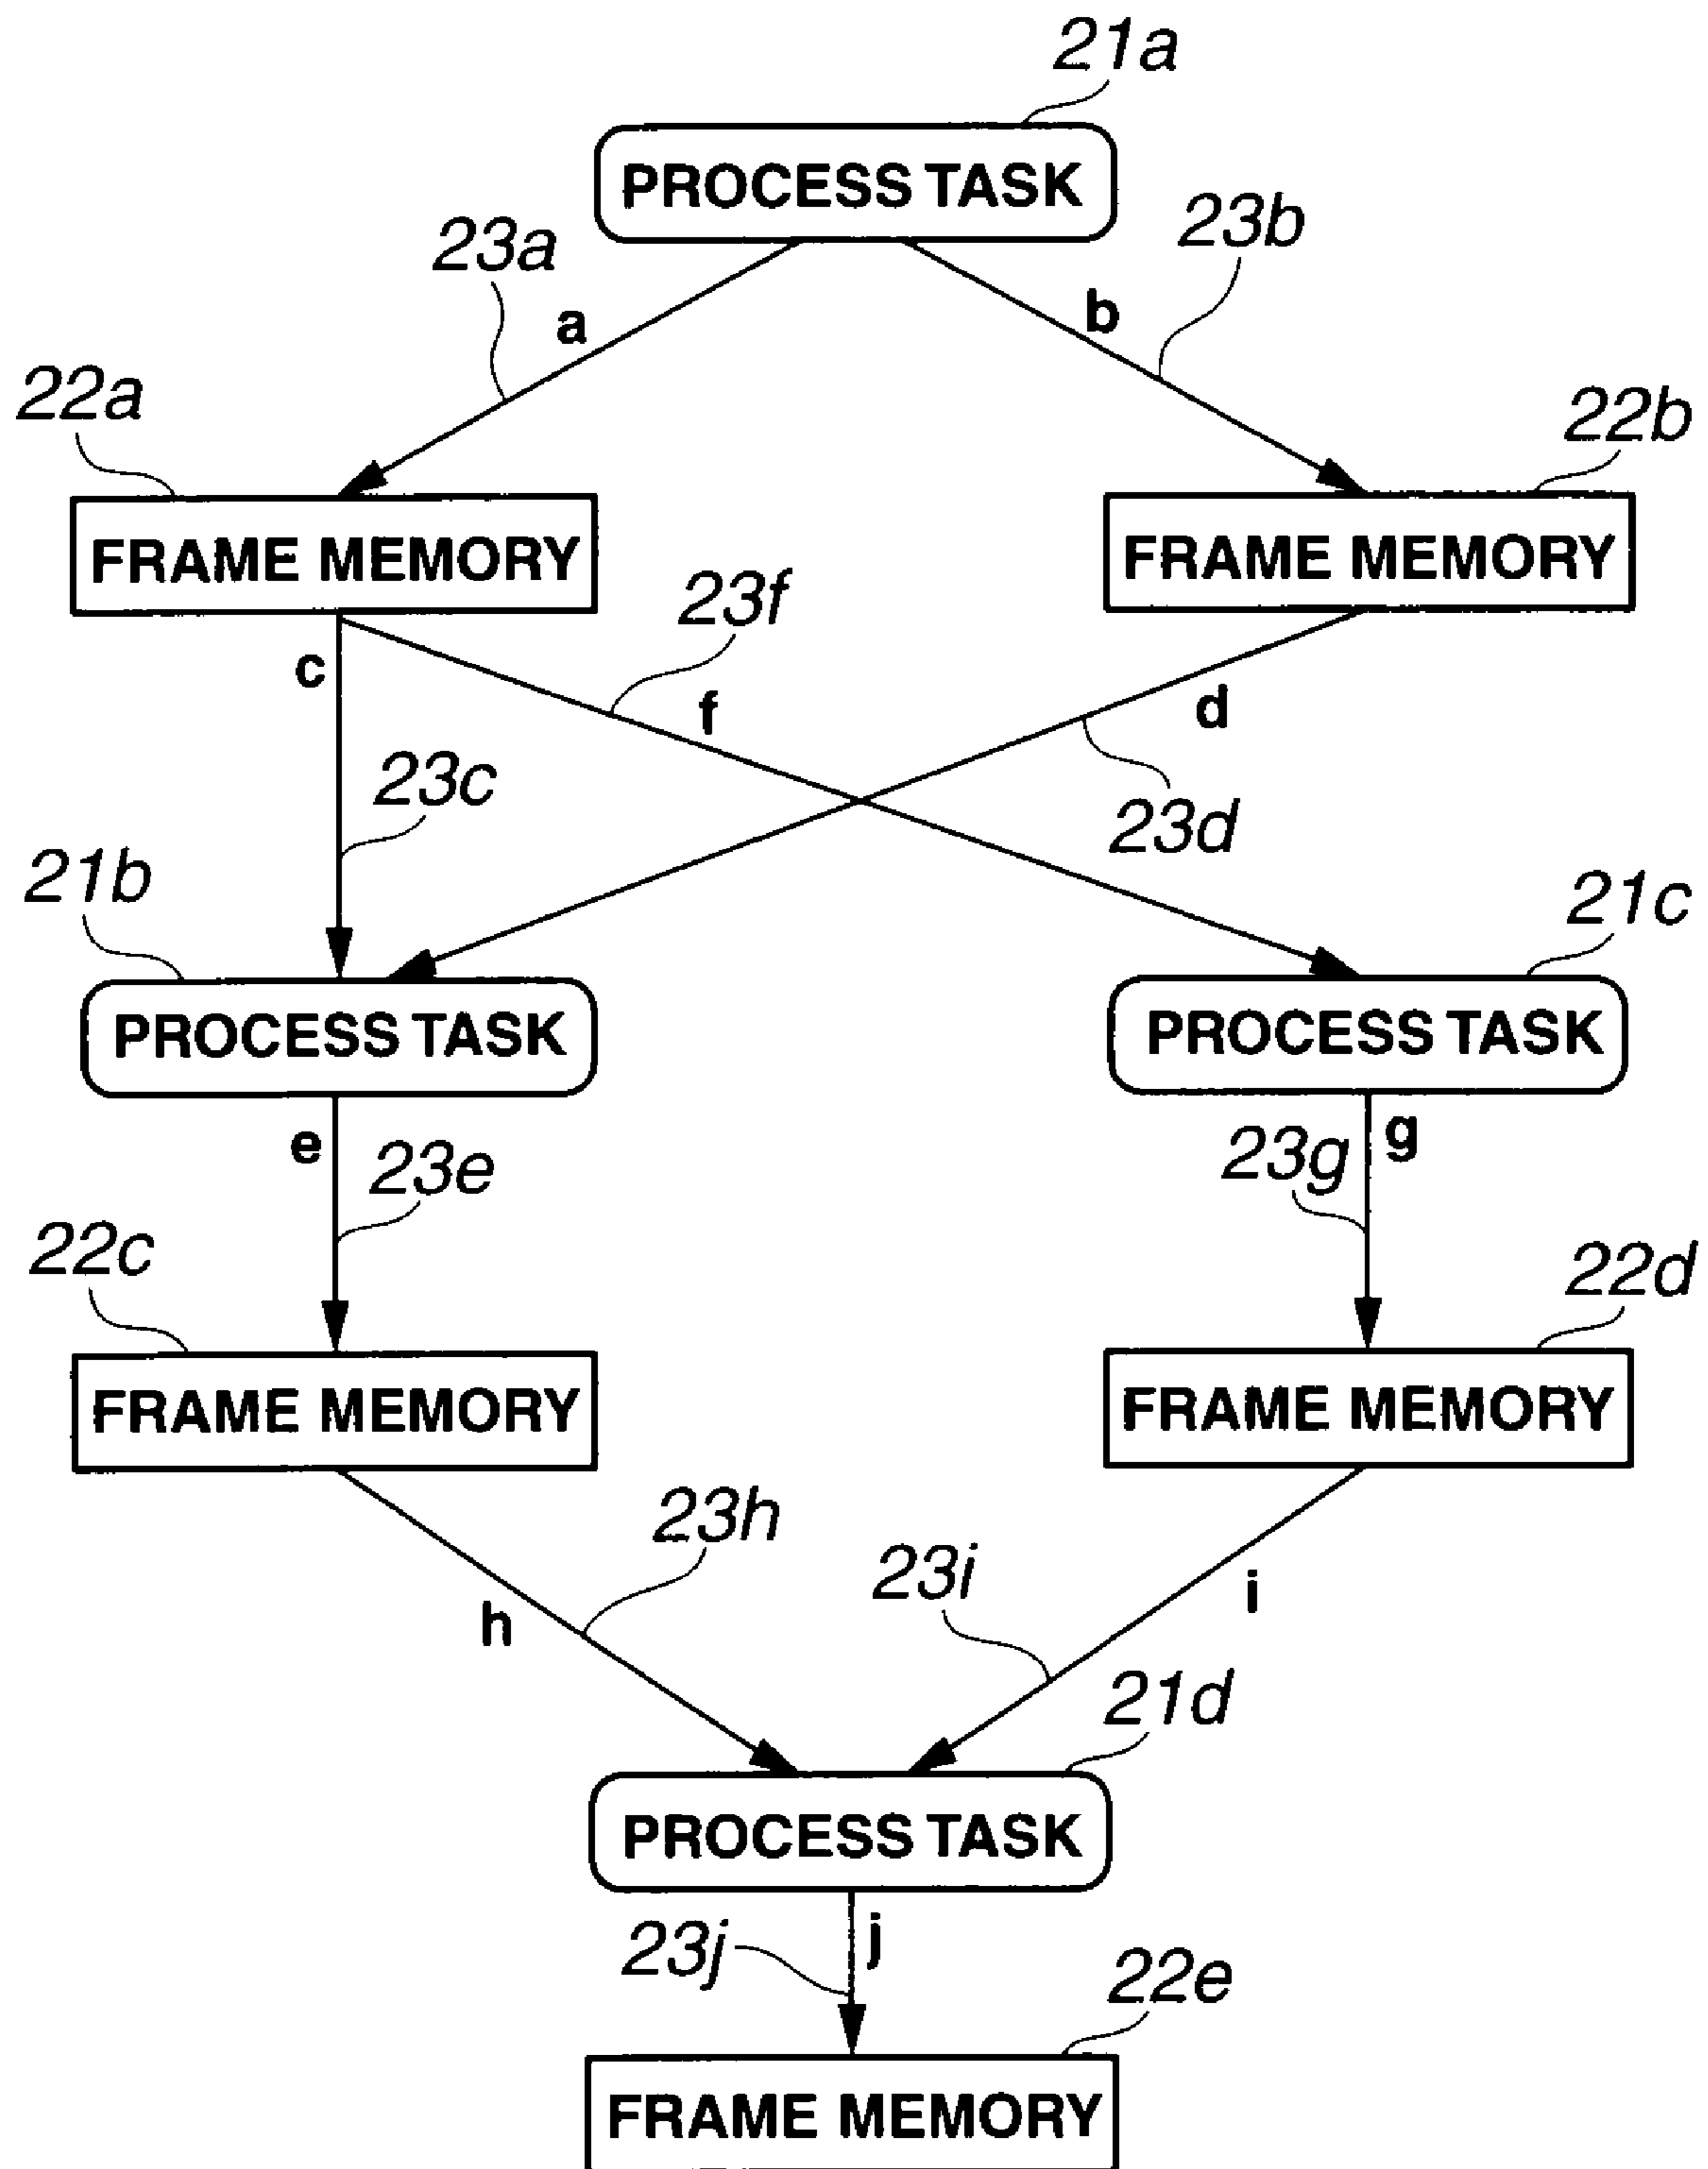 21a
PROCESS TASK
23a
23b
a
b
22a
22b
FRAME MEMORY
FRAME MEMORY
23f
c
f
d
23c
23d
21b
21c
PROCESS TASK
PROCESS TASK
e
23e
23g
g
22c
22d
FRAME MEMORY
FRAME MEMORY
23h
23i
h
i
21d
PROCESS TASK
23j
j
22e
FRAME MEMORY